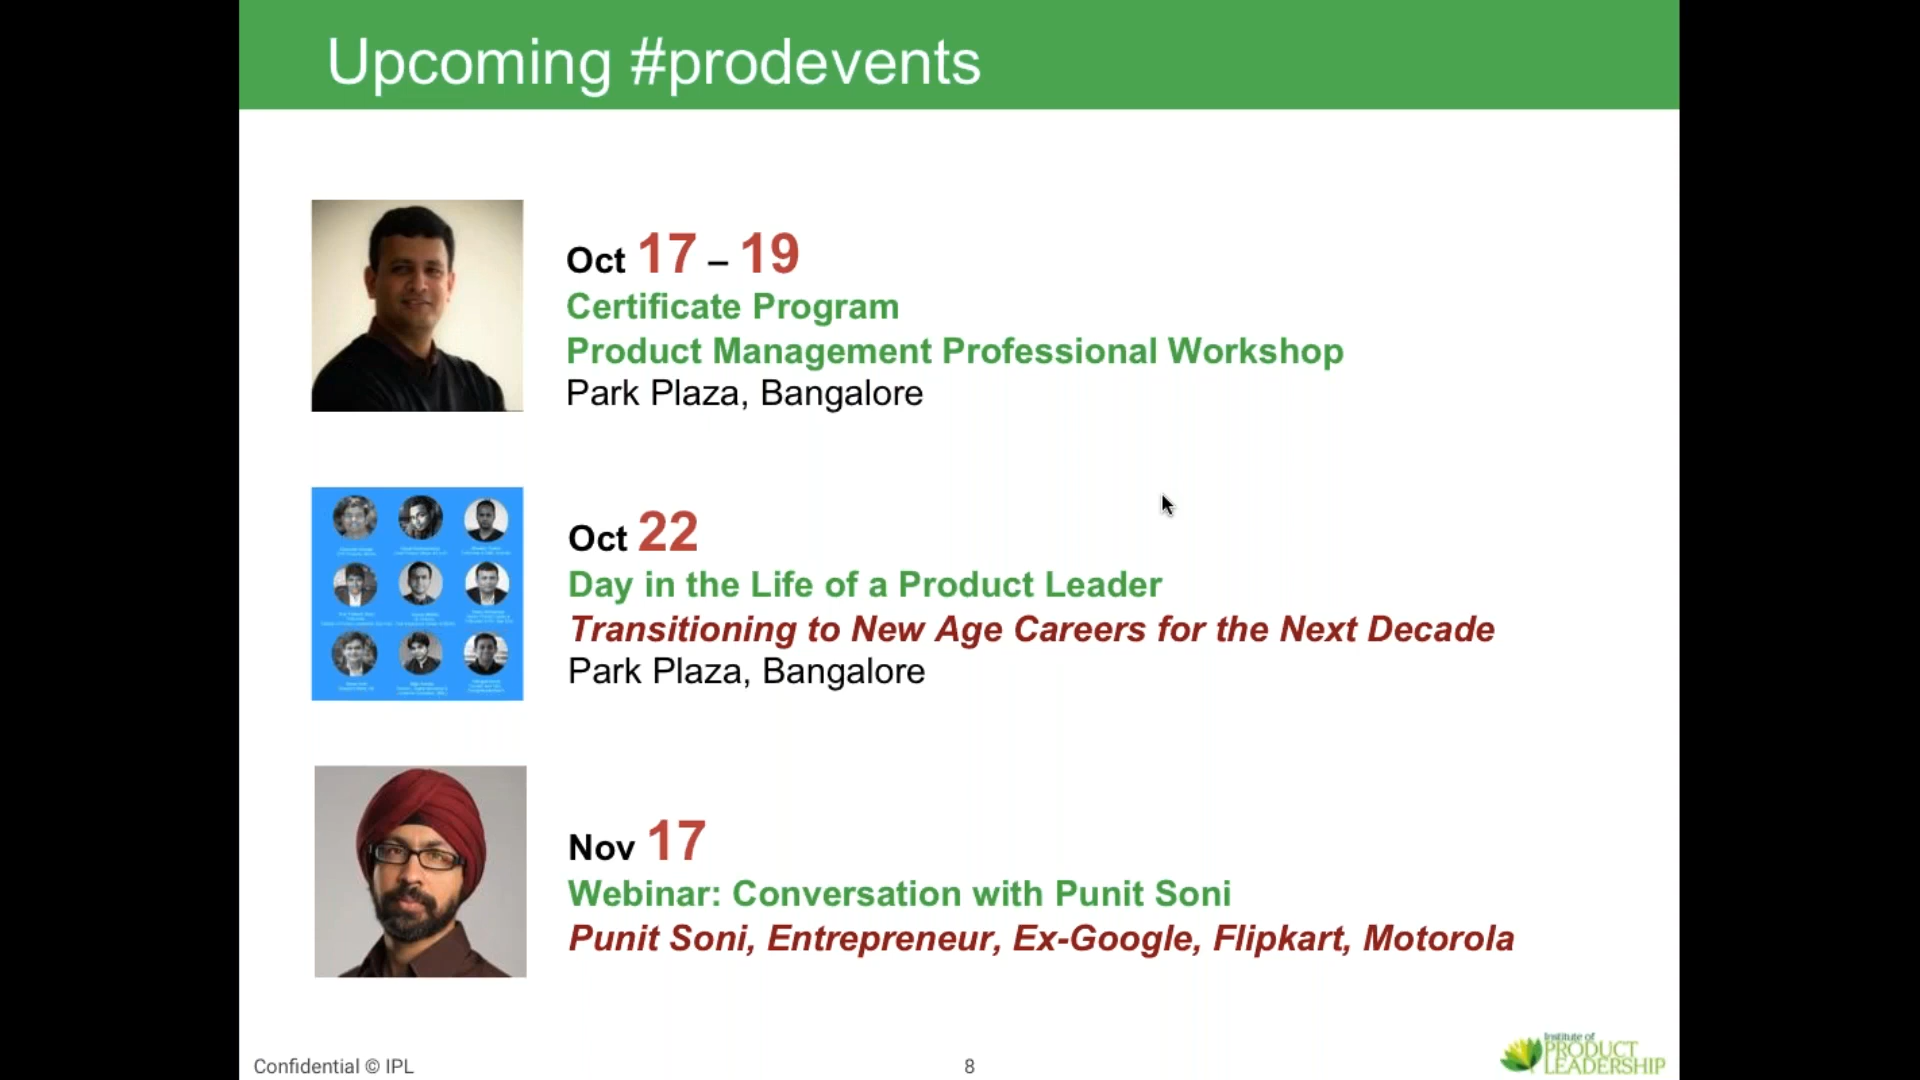 Upcoming #prodevents
Oct 17 – 19
Certificate Program
Product Management Professional Workshop
Park Plaza, Bangalore
Oct 22
Day in the Life of a Product Leader
Transitioning to New Age Careers for the Next Decade
Park Plaza, Bangalore
Nov 17
Webinar: Conversation with Punit Soni
Punit Soni, Entrepreneur, Ex-Google, Flipkart, Motorola
Confidential © IPL
8
Institute of
PRODUCT
LEADERSHIP